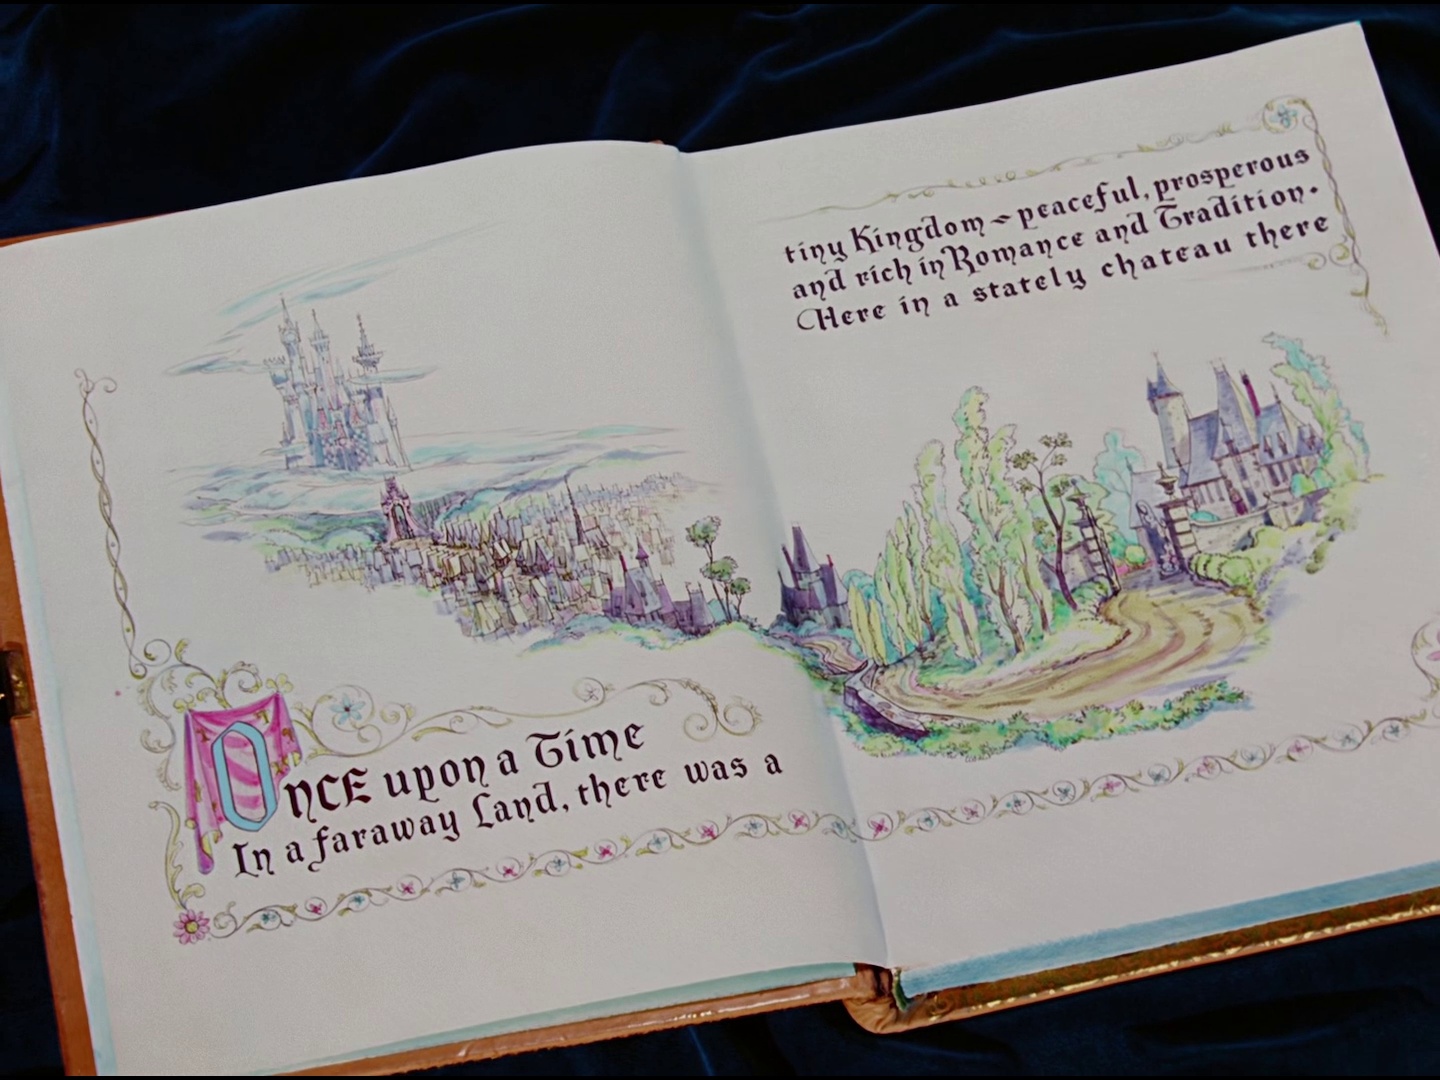 ONCE upon a Time
In a faraway Land, there was a
tiny Kingdom ~ peaceful, prosperous
and rich in Romance and Tradition.
Here in a stately chateau there